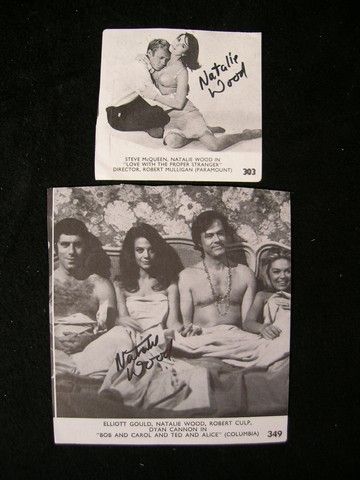 Natalie
Wood
STEVE McQUEEN, NATALIE WOOD IN
"LOVE WITH THE PROPER STRANGER"
DIRECTOR, ROBERT MULLIGAN (PARAMOUNT)
303
Natalie
Wood
ELLIOTT GOULD, NATALIE WOOD, ROBERT CULP,
DYAN CANNON IN
"BOB AND CAROL AND TED AND ALICE" (COLUMBIA)
349